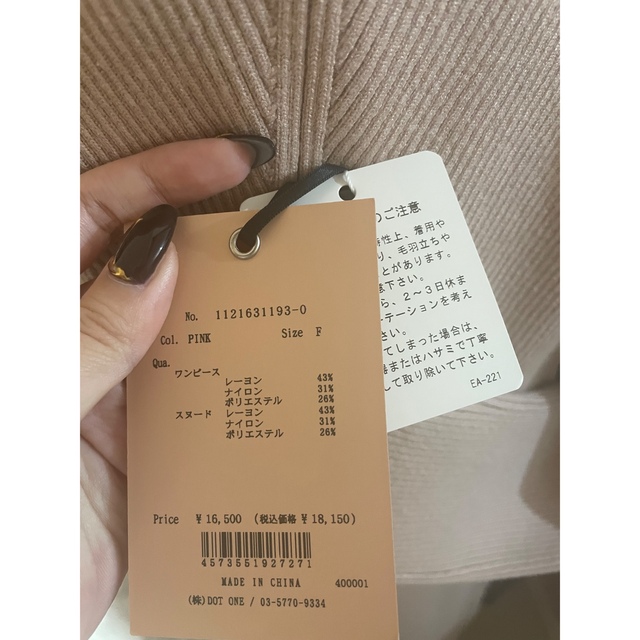 No. 1121631193-0
Col. PINK Size F
Qua.
ワンピース
レーヨン 43%
ナイロン 31%
ポリエステル 26%
スヌード レーヨン 43%
ナイロン 31%
ポリエステル 26%
Price ¥16,500 (税込価格 ¥18,150)
4573551927271
MADE IN CHINA 400001
(株)DOT ONE / 03-5770-9334
のご注意
性上、着用や
り、毛羽立ちや
とがあります。
下さい。
ら、2〜3日休ま
ーテーションを考え
さい。
てしまった場合は、
またはハサミで丁寧
して取り除いて下さい。
EA-221